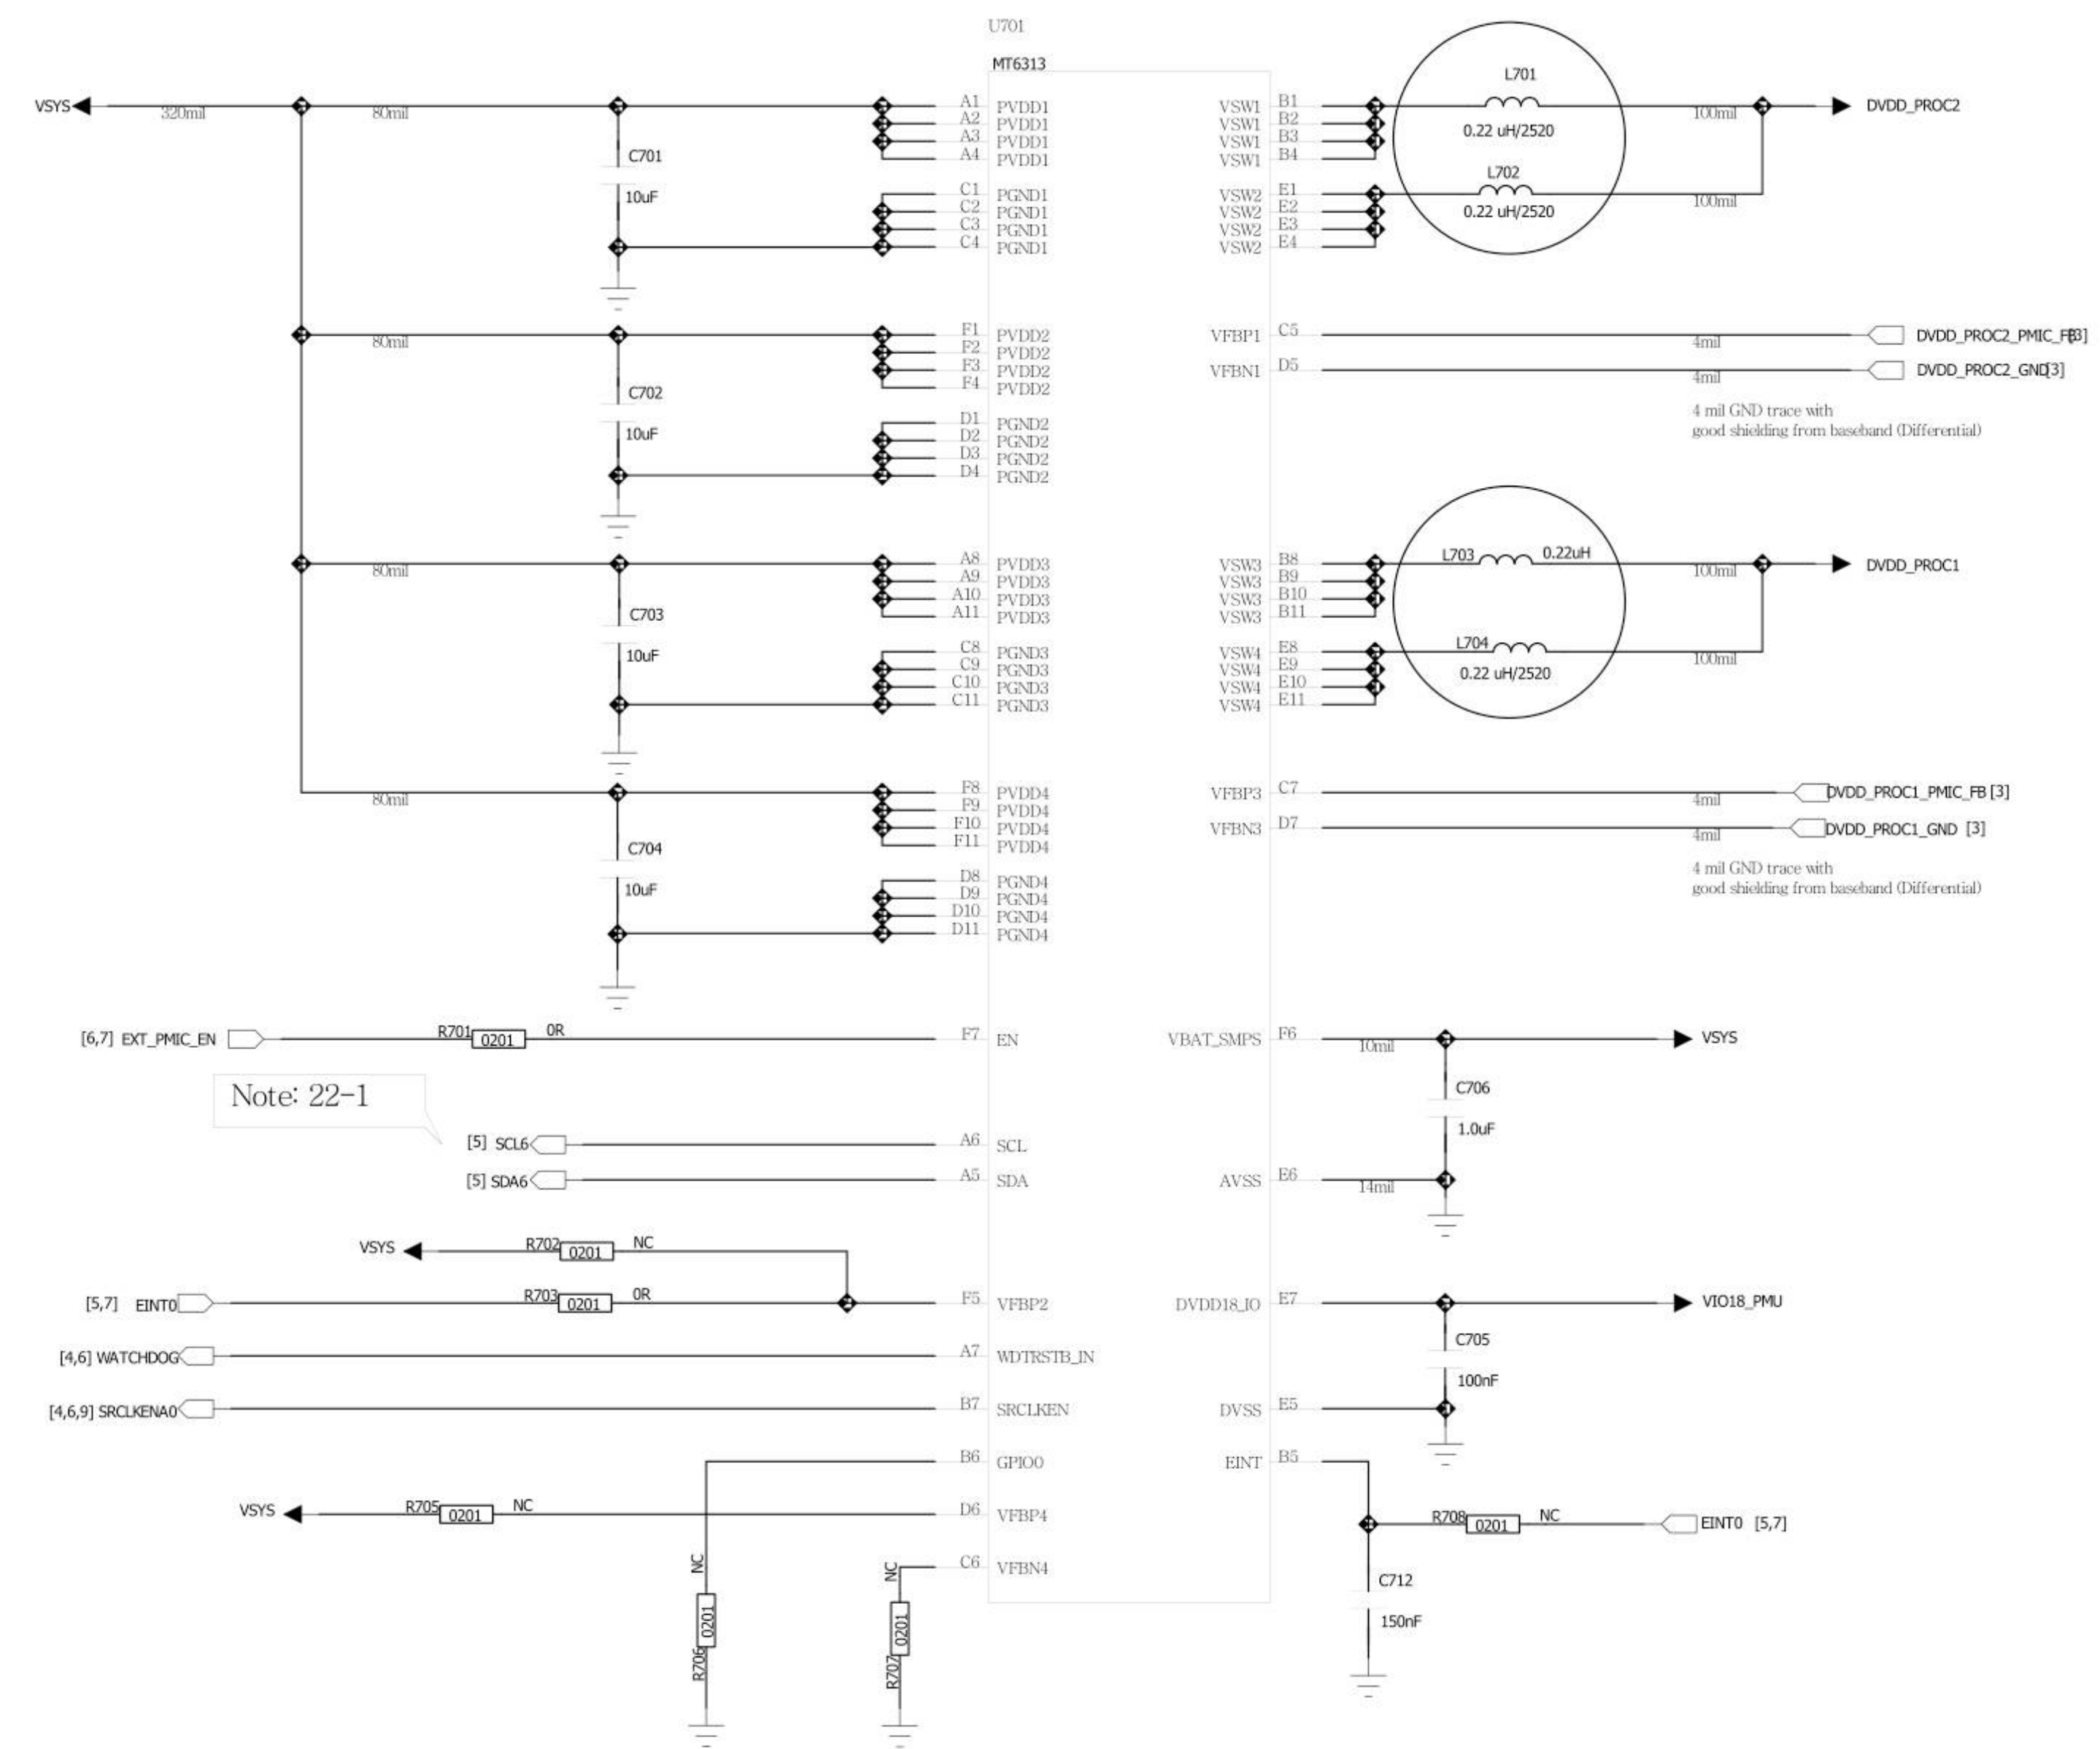 U701
MT6313
VSYS
320mil
80mil
A1 PVDD1
A2 PVDD1
A3 PVDD1
A4 PVDD1
C701
10uF
C1 PGND1
C2 PGND1
C3 PGND1
C4 PGND1
80mil
F1 PVDD2
F2 PVDD2
F3 PVDD2
F4 PVDD2
C702
10uF
D1 PGND2
D2 PGND2
D3 PGND2
D4 PGND2
80mil
A8 PVDD3
A9 PVDD3
A10 PVDD3
A11 PVDD3
C703
10uF
C8 PGND3
C9 PGND3
C10 PGND3
C11 PGND3
80mil
F8 PVDD4
F9 PVDD4
F10 PVDD4
F11 PVDD4
C704
10uF
D8 PGND4
D9 PGND4
D10 PGND4
D11 PGND4
[6,7] EXT_PMIC_EN R701 0201 0R F7 EN
Note: 22-1
[5] SCL6 A6 SCL
[5] SDA6 A5 SDA
VSYS R702 0201 NC
[5,7] EINT0 R703 0201 0R F5 VFBP2
[4,6] WATCHDOG A7 WDTRSTB_IN
[4,6,9] SRCLKENA0 B7 SRCLKEN
B6 GPIO0
VSYS R705 0201 NC D6 VFBP4
C6 VFBN4
NC
0201
R706
NC
0201
R707
VSW1 B1
VSW1 B2
VSW1 B3
VSW1 B4
L701
0.22 uH/2520
100mil
DVDD_PROC2
VSW2 E1
VSW2 E2
VSW2 E3
VSW2 E4
L702
0.22 uH/2520
100mil
VFBP1 C5 4mil DVDD_PROC2_PMIC_FB[3]
VFBN1 D5 4mil DVDD_PROC2_GND[3]
4 mil GND trace with
good shielding from baseband (Differential)
VSW3 B8
VSW3 B9
VSW3 B10
VSW3 B11
L703 0.22uH
100mil
DVDD_PROC1
VSW4 E8
VSW4 E9
VSW4 E10
VSW4 E11
L704
0.22 uH/2520
100mil
VFBP3 C7 4mil DVDD_PROC1_PMIC_FB [3]
VFBN3 D7 4mil DVDD_PROC1_GND [3]
4 mil GND trace with
good shielding from baseband (Differential)
VBAT_SMPS F6 10mil VSYS
C706
1.0uF
AVSS E6 14mil
DVDD18_IO E7 VIO18_PMU
C705
100nF
DVSS E5
EINT B5
R708 0201 NC EINT0 [5,7]
C712
150nF